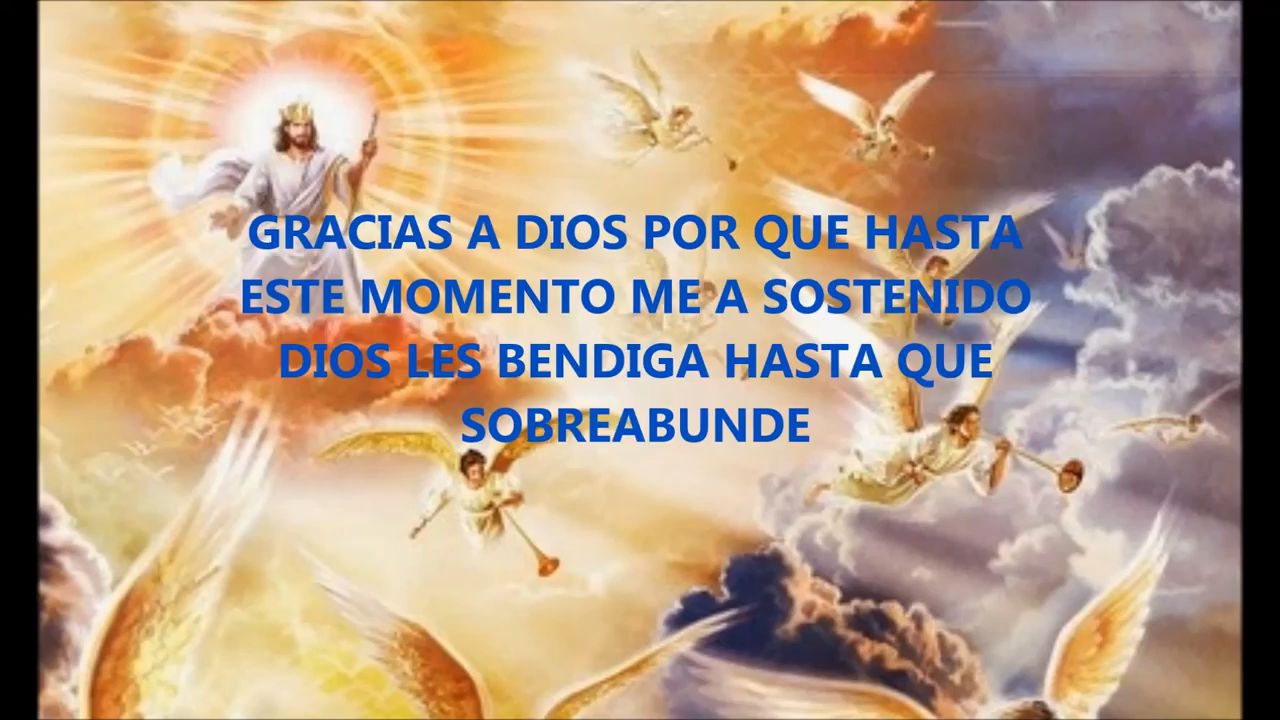 GRACIAS A DIOS POR QUE HASTA
ESTE MOMENTO ME A SOSTENIDO
DIOS LES BENDIGA HASTA QUE
SOBREABUNDE